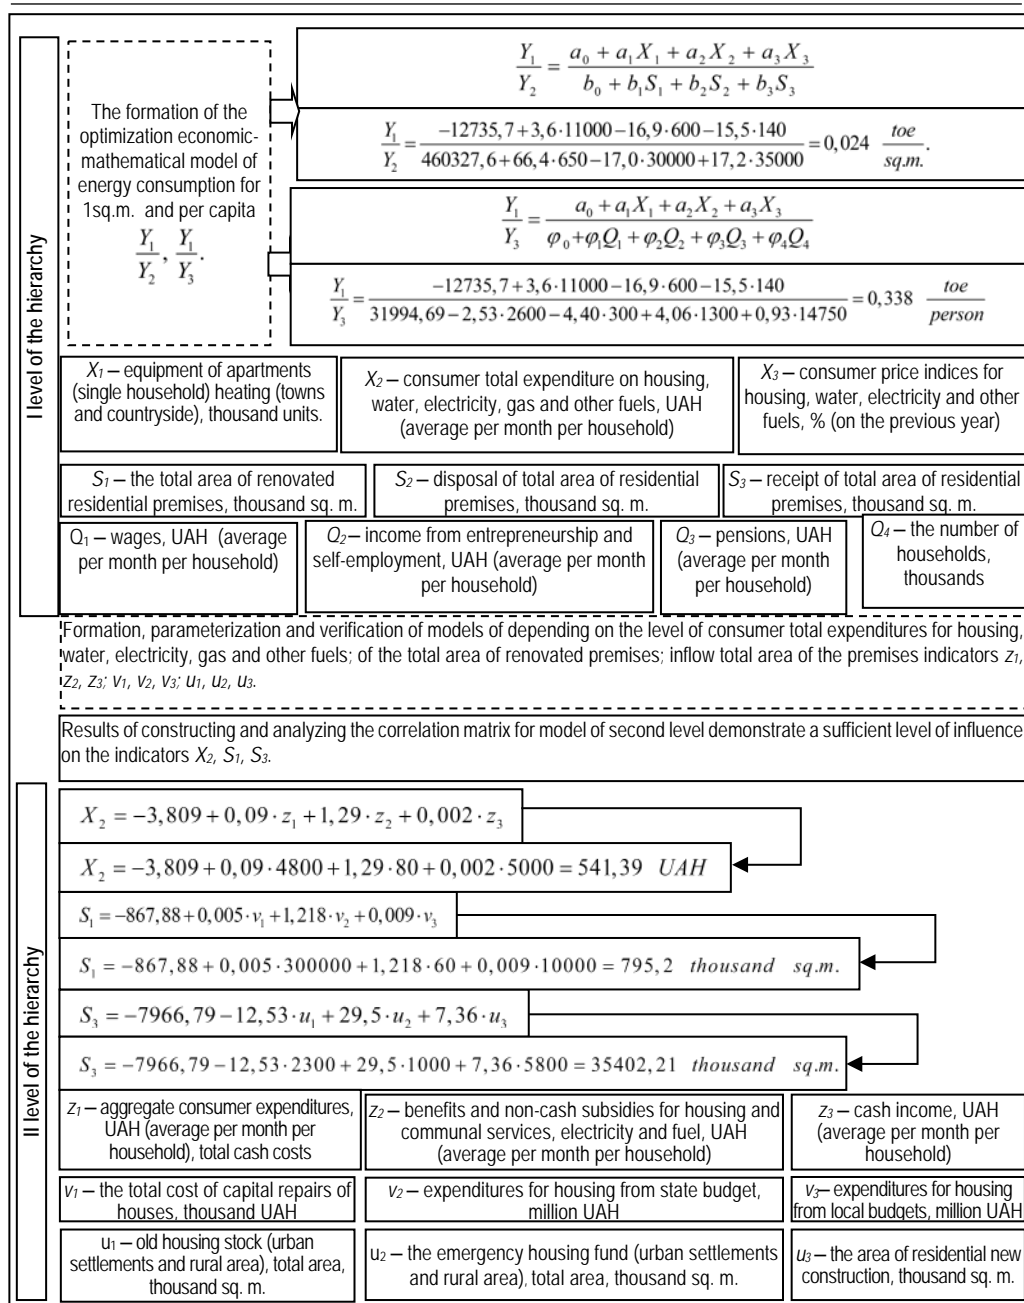 I level of the hierarchy
The formation of the
optimization economic-
mathematical model of
energy consumption for
1sq.m. and per capita
Y₁/Y₂, Y₁/Y₃.
Y₁/Y₂ = (a₀ + a₁X₁ + a₂X₂ + a₃X₃)/(b₀ + b₁S₁ + b₂S₂ + b₃S₃)
Y₁/Y₂ = (−12735,7+3,6·11000−16,9·600−15,5·140)/(460327,6+66,4·650−17,0·30000+17,2·35000) = 0,024 toe/sq.m.
Y₁/Y₃ = (a₀ + a₁X₁ + a₂X₂ + a₃X₃)/(φ₀+φ₁Q₁ + φ₂Q₂ + φ₃Q₃ + φ₄Q₄)
Y₁/Y₃ = (−12735,7+3,6·11000−16,9·600−15,5·140)/(31994,69−2,53·2600−4,40·300+4,06·1300+0,93·14750) = 0,338 toe/person
X₁ – equipment of apartments
(single household) heating (towns
and countryside), thousand units.
X₂ – consumer total expenditure on housing,
water, electricity, gas and other fuels, UAH
(average per month per household)
X₃ – consumer price indices for
housing, water, electricity and other
fuels, % (on the previous year)
S₁ – the total area of renovated
residential premises, thousand sq. m.
S₂ – disposal of total area of residential
premises, thousand sq. m.
S₃ – receipt of total area of residential
premises, thousand sq. m.
Q₁ – wages, UAH (average
per month per household)
Q₂ – income from entrepreneurship and
self-employment, UAH (average per month
per household)
Q₃ – pensions, UAH
(average per month
per household)
Q₄ – the number of
households,
thousands
Formation, parameterization and verification of models of depending on the level of consumer total expenditures for housing,
water, electricity, gas and other fuels; of the total area of renovated premises; inflow total area of the premises indicators z₁,
z₂, z₃; v₁, v₂, v₃; u₁, u₂, u₃.
Results of constructing and analyzing the correlation matrix for model of second level demonstrate a sufficient level of influence
on the indicators X₂, S₁, S₃.
II level of the hierarchy
X₂ = −3,809 + 0,09 · z₁ + 1,29 · z₂ + 0,002 · z₃
X₂ = −3,809 + 0,09 · 4800 + 1,29 · 80 + 0,002 · 5000 = 541,39 UAH
S₁ = −867,88 + 0,005 · v₁ + 1,218 · v₂ + 0,009 · v₃
S₁ = −867,88 + 0,005 · 300000 + 1,218 · 60 + 0,009 · 10000 = 795,2 thousand sq.m.
S₃ = −7966,79 − 12,53 · u₁ + 29,5 · u₂ + 7,36 · u₃
S₃ = −7966,79 − 12,53 · 2300 + 29,5 · 1000 + 7,36 · 5800 = 35402,21 thousand sq.m.
z₁ – aggregate consumer expenditures,
UAH (average per month per
household), total cash costs
z₂ – benefits and non-cash subsidies for housing and
communal services, electricity and fuel, UAH
(average per month per household)
z₃ – cash income, UAH
(average per month per
household)
v₁ – the total cost of capital repairs of
houses, thousand UAH
v₂ – expenditures for housing from state budget,
million UAH
v₃– expenditures for housing
from local budgets, million UAH
u₁ – old housing stock (urban
settlements and rural area), total area,
thousand sq. m.
u₂ – the emergency housing fund (urban settlements
and rural area), total area, thousand sq. m.
u₃ – the area of residential new
construction, thousand sq. m.